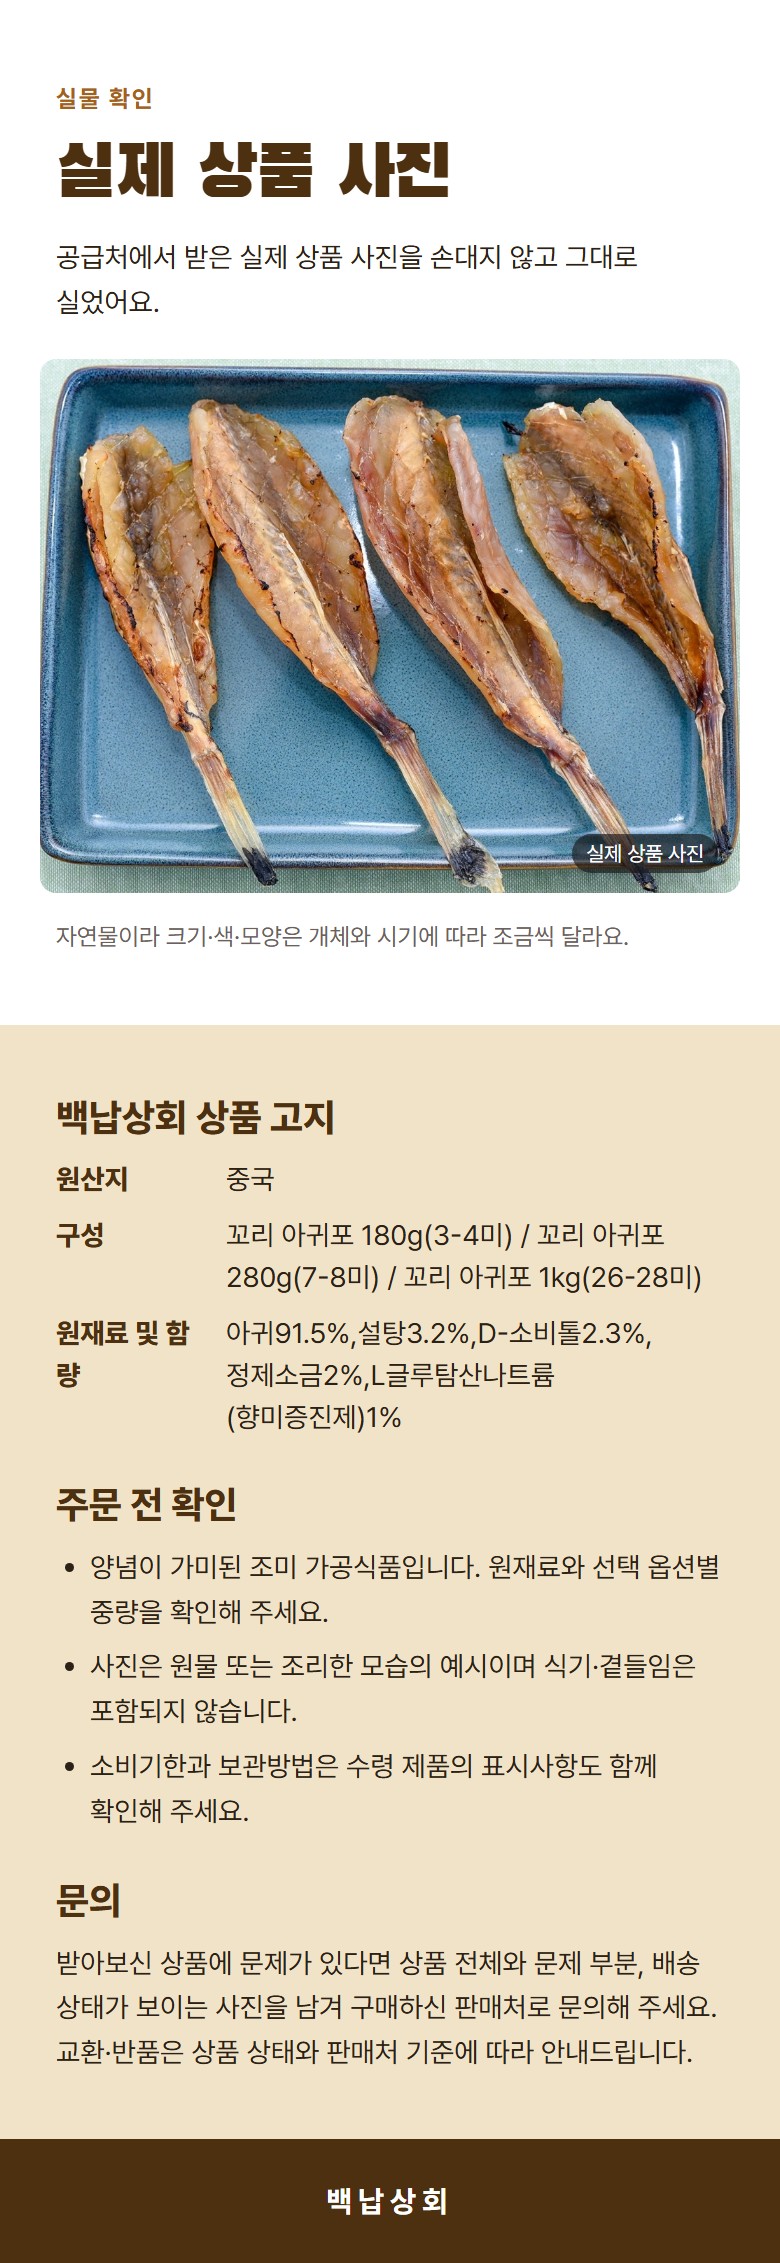 실물 확인
실제 상품 사진
공급처에서 받은 실제 상품 사진을 손대지 않고 그대로
실었어요.
실제 상품 사진
자연물이라 크기·색·모양은 개체와 시기에 따라 조금씩 달라요.
백납상회 상품 고지
원산지 중국
구성 꼬리 아귀포 180g(3-4미) / 꼬리 아귀포
280g(7-8미) / 꼬리 아귀포 1kg(26-28미)
원재료 및 함 아귀91.5%,설탕3.2%,D-소비톨2.3%,
량 정제소금2%,L글루탐산나트륨
(향미증진제)1%
주문 전 확인
• 양념이 가미된 조미 가공식품입니다. 원재료와 선택 옵션별
중량을 확인해 주세요.
• 사진은 원물 또는 조리한 모습의 예시이며 식기·곁들임은
포함되지 않습니다.
• 소비기한과 보관방법은 수령 제품의 표시사항도 함께
확인해 주세요.
문의
받아보신 상품에 문제가 있다면 상품 전체와 문제 부분, 배송
상태가 보이는 사진을 남겨 구매하신 판매처로 문의해 주세요.
교환·반품은 상품 상태와 판매처 기준에 따라 안내드립니다.
백납상회